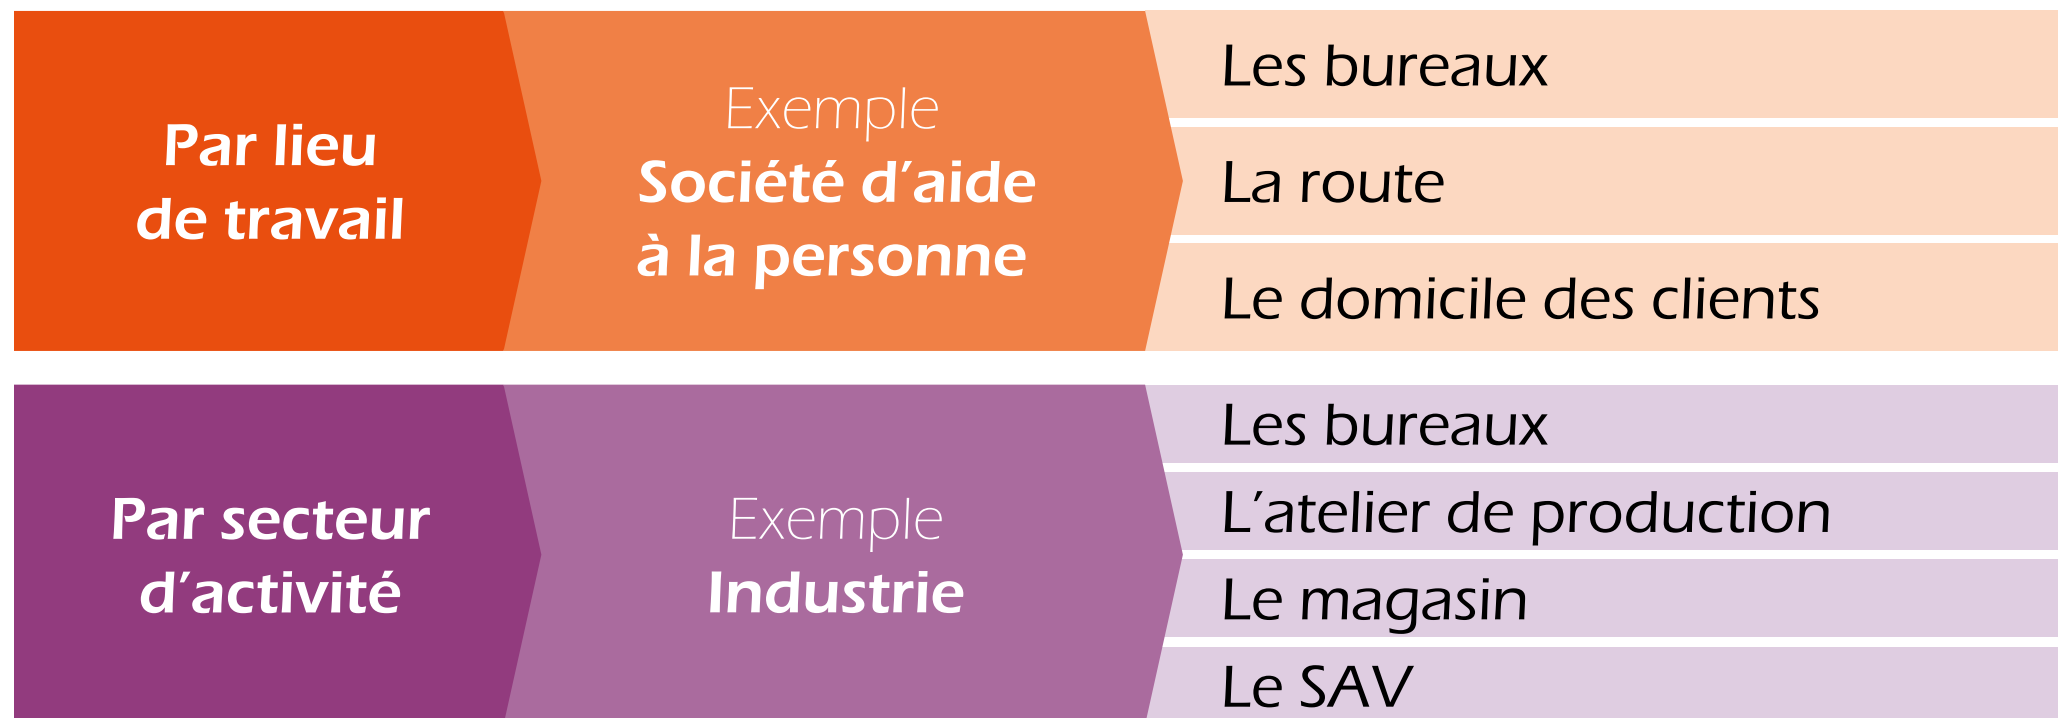 Par lieu
de travail
Exemple
Société d’aide
à la personne
Les bureaux
La route
Le domicile des clients
Par secteur
d’activité
Exemple
Industrie
Les bureaux
L’atelier de production
Le magasin
Le SAV